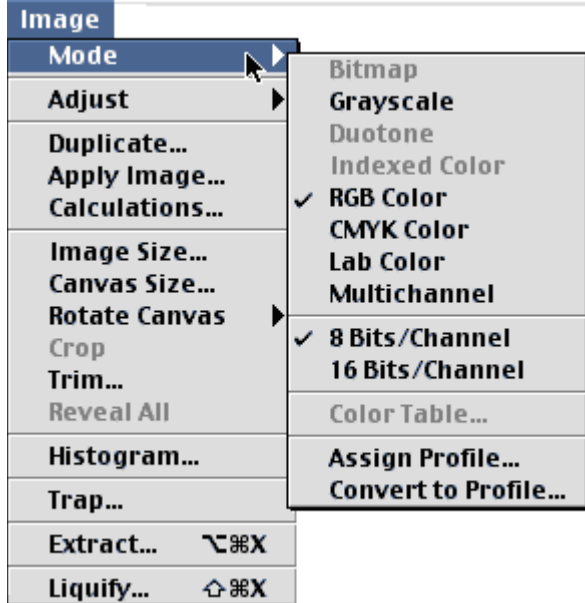 Image
Mode
Adjust
Duplicate...
Apply Image...
Calculations...
Image Size...
Canvas Size...
Rotate Canvas
Crop
Trim...
Reveal All
Histogram...
Trap...
Extract... ⌥⌘X
Liquify... ⇧⌘X
Bitmap
Grayscale
Duotone
Indexed Color
✓ RGB Color
CMYK Color
Lab Color
Multichannel
✓ 8 Bits/Channel
16 Bits/Channel
Color Table...
Assign Profile...
Convert to Profile...